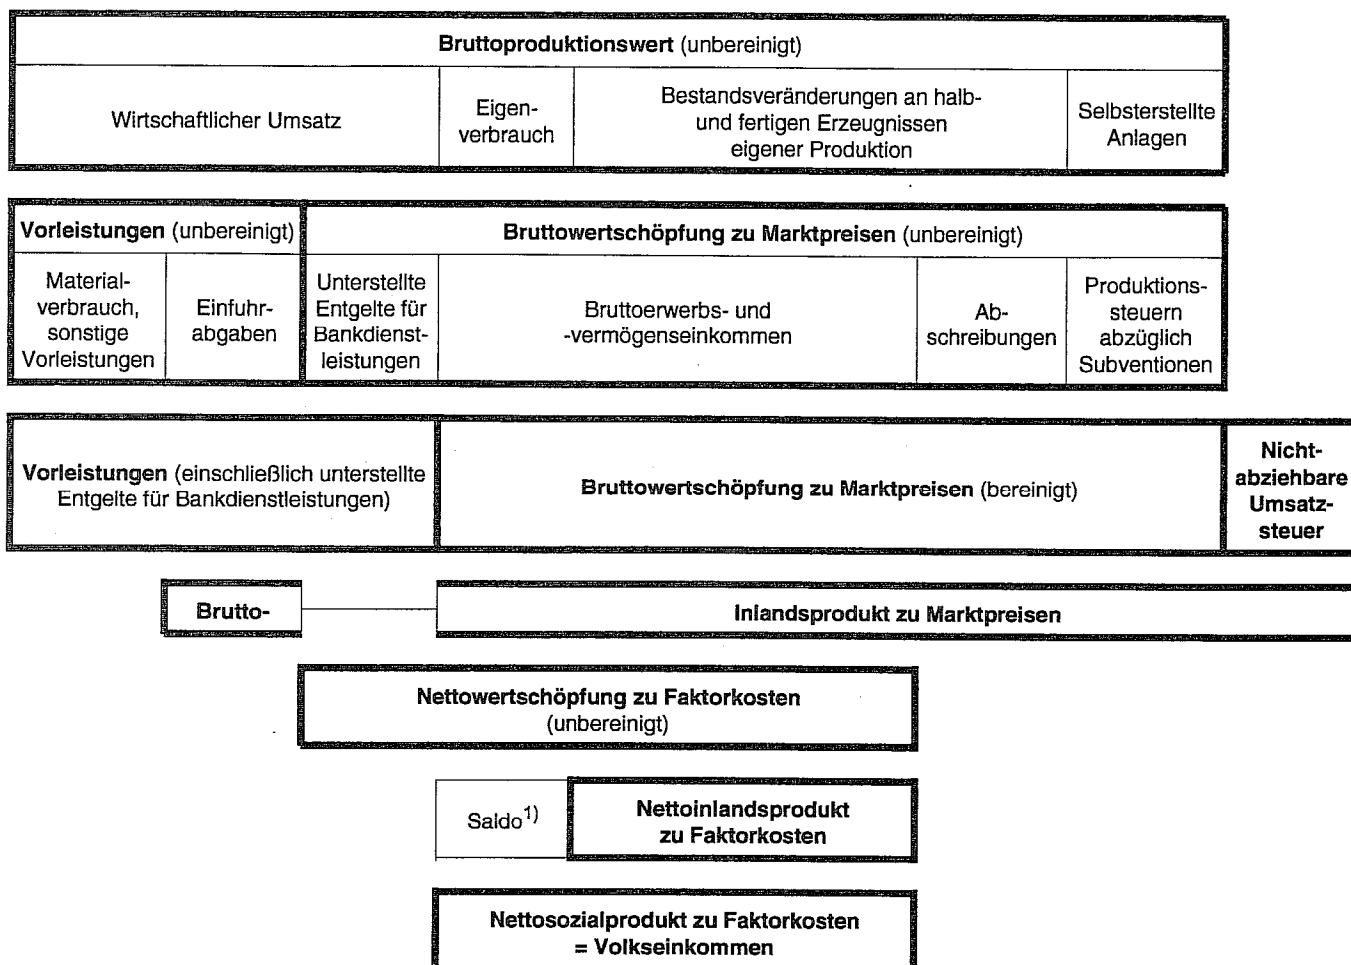 Bruttoproduktionswert (unbereinigt)
Wirtschaftlicher Umsatz
Eigen-
verbrauch
Bestandsveränderungen an halb-
und fertigen Erzeugnissen
eigener Produktion
Selbsterstellte
Anlagen
Vorleistungen (unbereinigt)
Bruttowertschöpfung zu Marktpreisen (unbereinigt)
Material-
verbrauch,
sonstige
Vorleistungen
Einfuhr-
abgaben
Unterstellte
Entgelte für
Bankdienst-
leistungen
Bruttoerwerbs- und
-vermögenseinkommen
Ab-
schreibungen
Produktions-
steuern
abzüglich
Subventionen
Vorleistungen (einschließlich unterstellte
Entgelte für Bankdienstleistungen)
Bruttowertschöpfung zu Marktpreisen (bereinigt)
Nicht-
abziehbare
Umsatz-
steuer
Brutto-
Inlandsprodukt zu Marktpreisen
Nettowertschöpfung zu Faktorkosten
(unbereinigt)
Saldo1)
Nettoinlandsprodukt
zu Faktorkosten
Nettosozialprodukt zu Faktorkosten
= Volkseinkommen